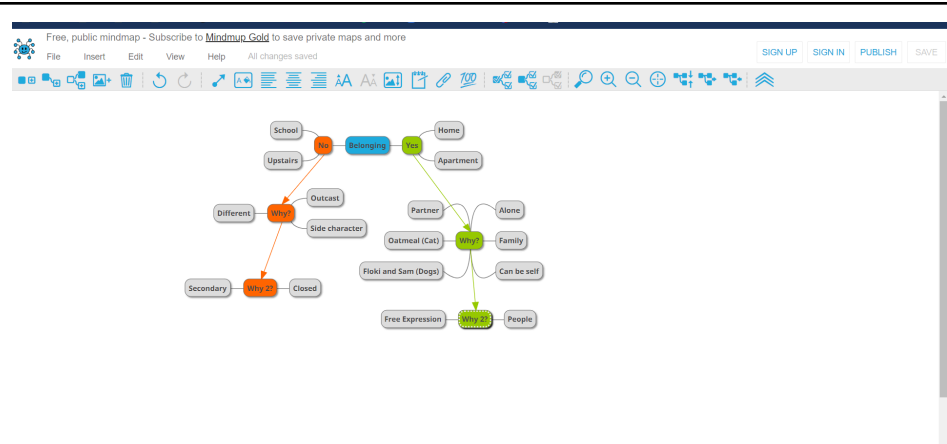 Free, public mindmap - Subscribe to Mindmup Gold to save private maps and more
File Insert Edit View Help All changes saved
SIGN UP SIGN IN PUBLISH SAVE
School
No
Upstairs
Belonging
Yes
Home
Apartment
Different
Why?
Outcast
Side character
Secondary
Why 2?
Closed
Partner
Oatmeal (Cat)
Floki and Sam (Dogs)
Why?
Alone
Family
Can be self
Free Expression
Why 2?
People